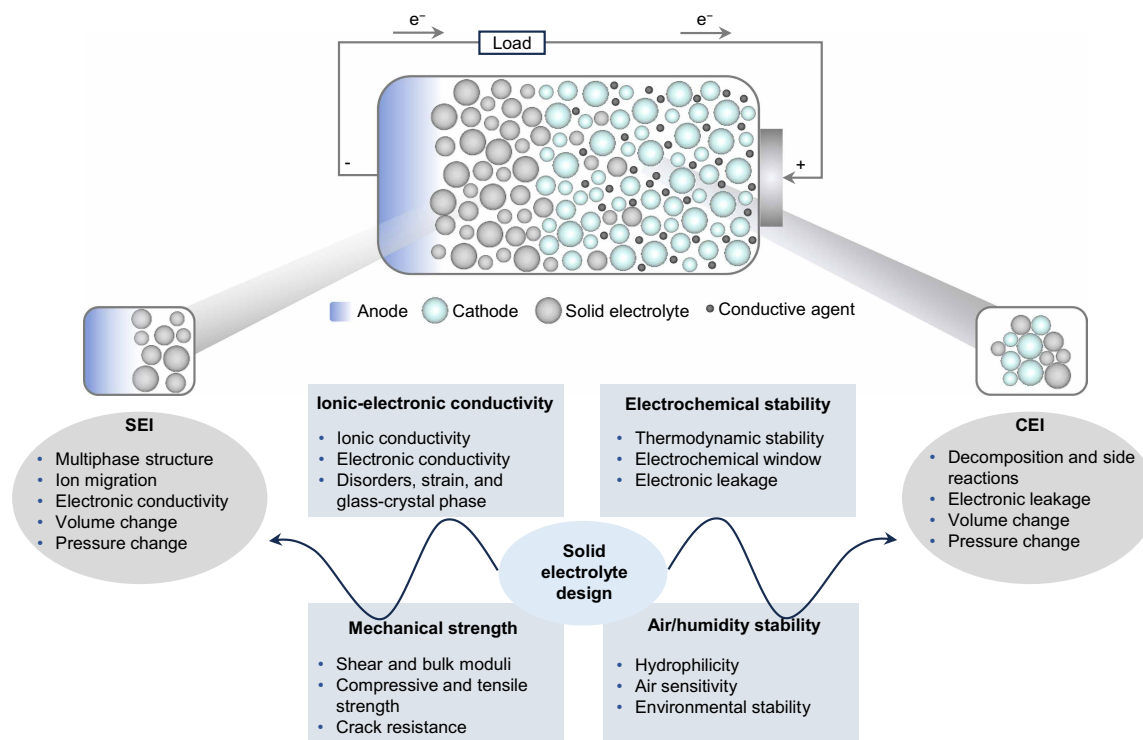 e⁻
e⁻
Load
-
+
Anode
Cathode
Solid electrolyte
Conductive agent
SEI
• Multiphase structure
• Ion migration
• Electronic conductivity
• Volume change
• Pressure change
Ionic-electronic conductivity
• Ionic conductivity
• Electronic conductivity
• Disorders, strain, and
glass-crystal phase
Electrochemical stability
• Thermodynamic stability
• Electrochemical window
• Electronic leakage
CEI
• Decomposition and side
reactions
• Electronic leakage
• Volume change
• Pressure change
Solid
electrolyte
design
Mechanical strength
• Shear and bulk moduli
• Compressive and tensile
strength
• Crack resistance
Air/humidity stability
• Hydrophilicity
• Air sensitivity
• Environmental stability